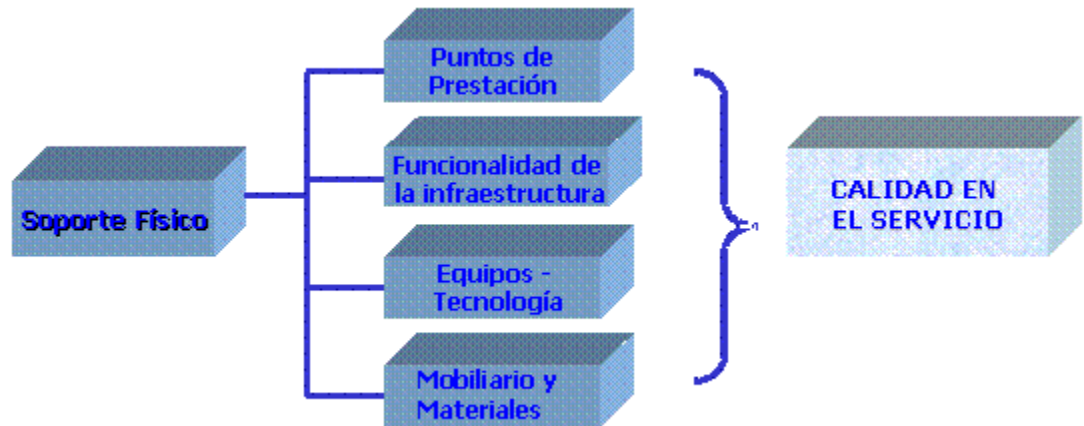 Soporte Físico
Puntos de
Prestación
Funcionalidad de
la infraestructura
Equipos -
Tecnología
Mobiliario y
Materiales
CALIDAD EN
EL SERVICIO